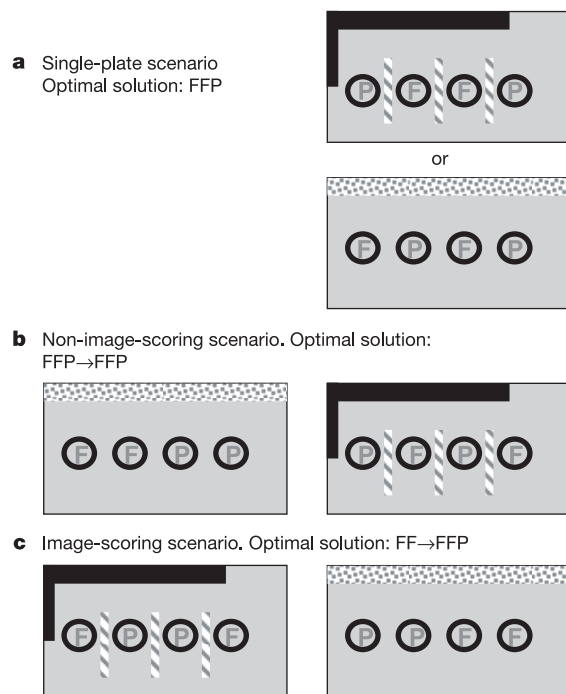 a Single-plate scenario
Optimal solution: FFP
P F F P
or
F P F P
b Non-image-scoring scenario. Optimal solution:
FFP→FFP
F F P P
P F P F
c Image-scoring scenario. Optimal solution: FF→FFP
F P P F
P P F F